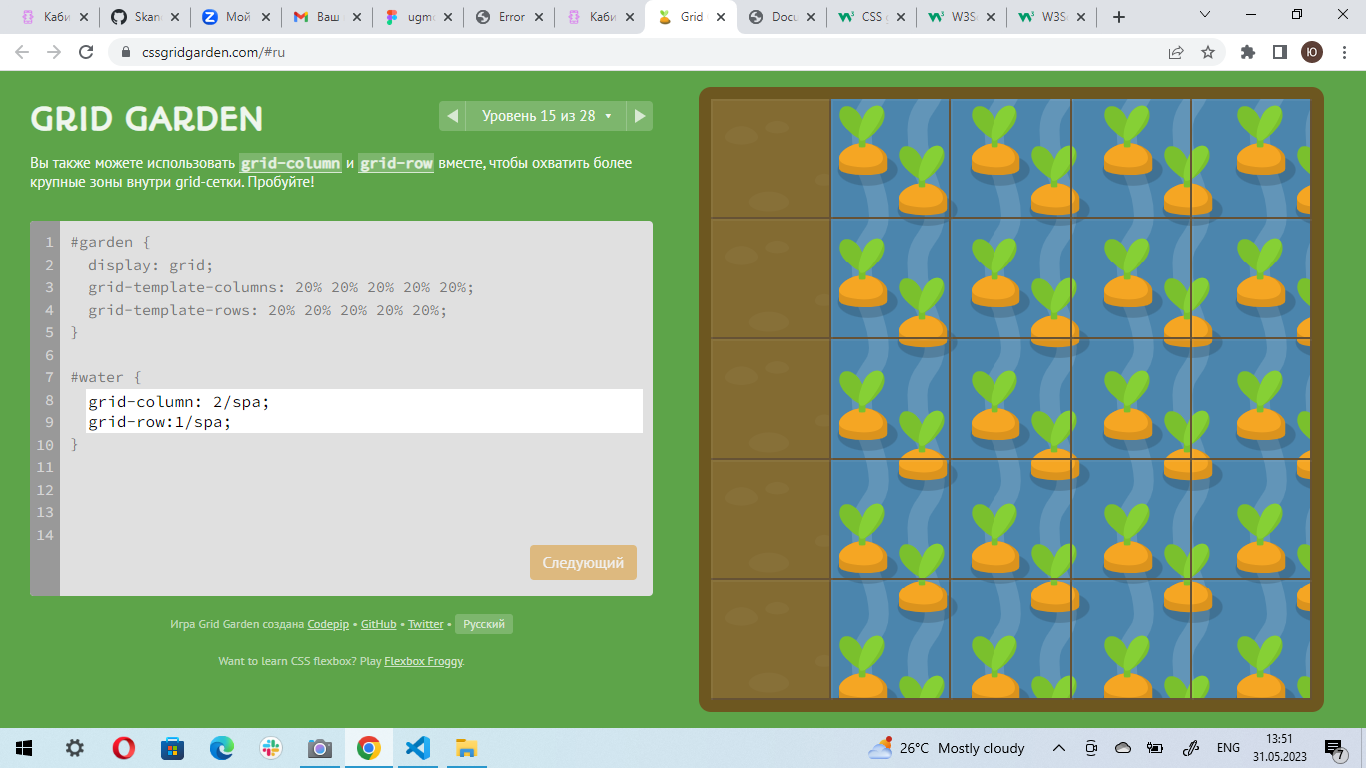 Каби
Skan
Мой
Ваш
ugm
Error
Каби
Grid
Docu
CSS g
W3S
W3S
cssgridgarden.com/#ru
Ю
GRID GARDEN
Уровень 15 из 28
Вы также можете использовать grid-column и grid-row вместе, чтобы охватить более
крупные зоны внутри grid-сетки. Пробуйте!
1 #garden {
2 display: grid;
3 grid-template-columns: 20% 20% 20% 20% 20%;
4 grid-template-rows: 20% 20% 20% 20% 20%;
5 }
6
7 #water {
8 grid-column: 2/spa;
9 grid-row:1/spa;
10 }
11
12
13
14
Следующий
Игра Grid Garden создана Codepip • GitHub • Twitter • Русский
Want to learn CSS flexbox? Play Flexbox Froggy.
26°C Mostly cloudy
ENG
13:51
31.05.2023
7